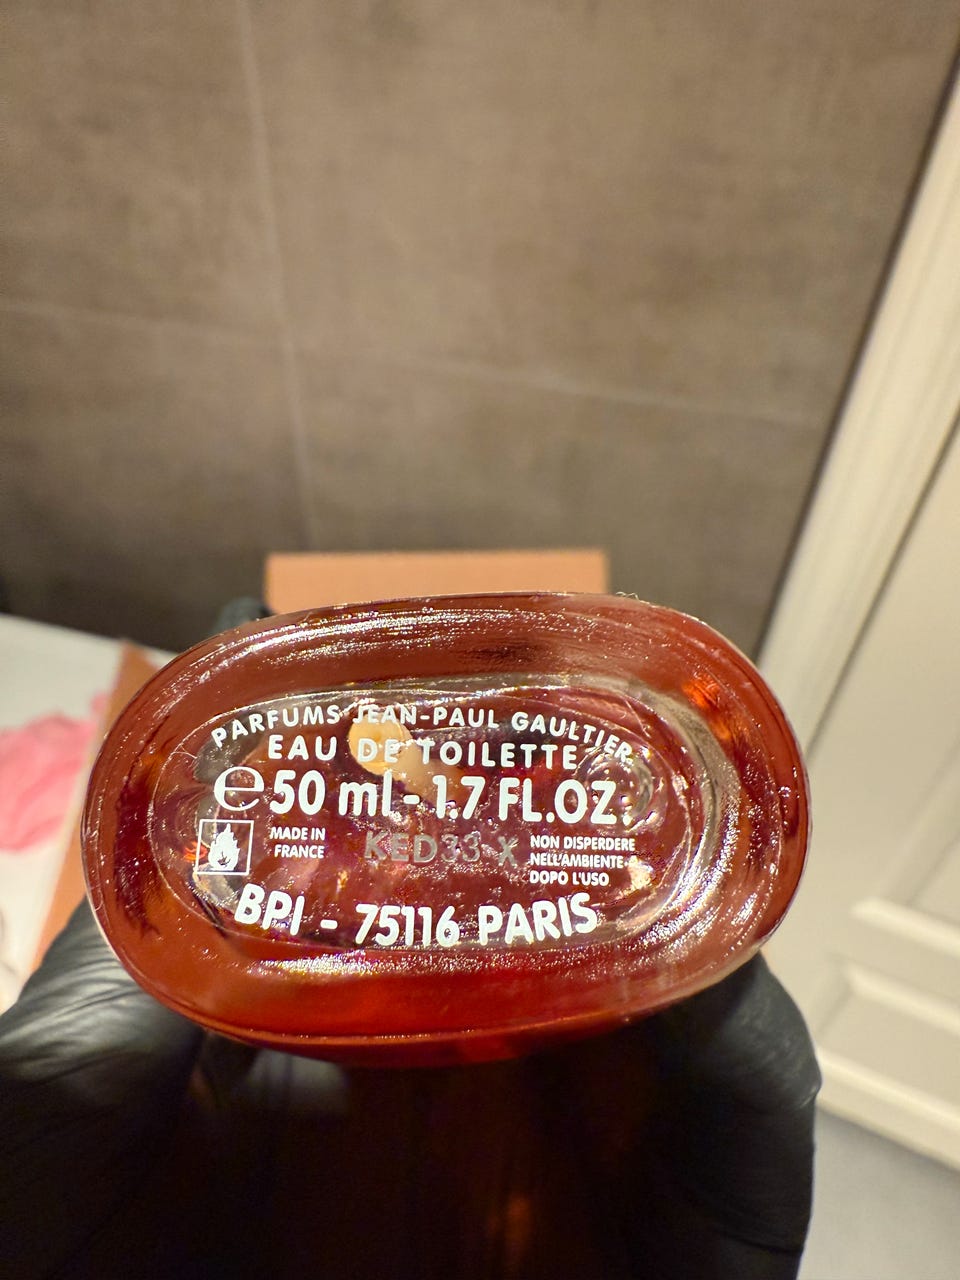 PARFUMS JEAN-PAUL GAULTIER
EAU DE TOILETTE
℮ 50 ml - 1.7 FL.OZ.
MADE IN
FRANCE
KED33 X
NON DISPERDERE
NELL'AMBIENTE
DOPO L'USO
BPI - 75116 PARIS